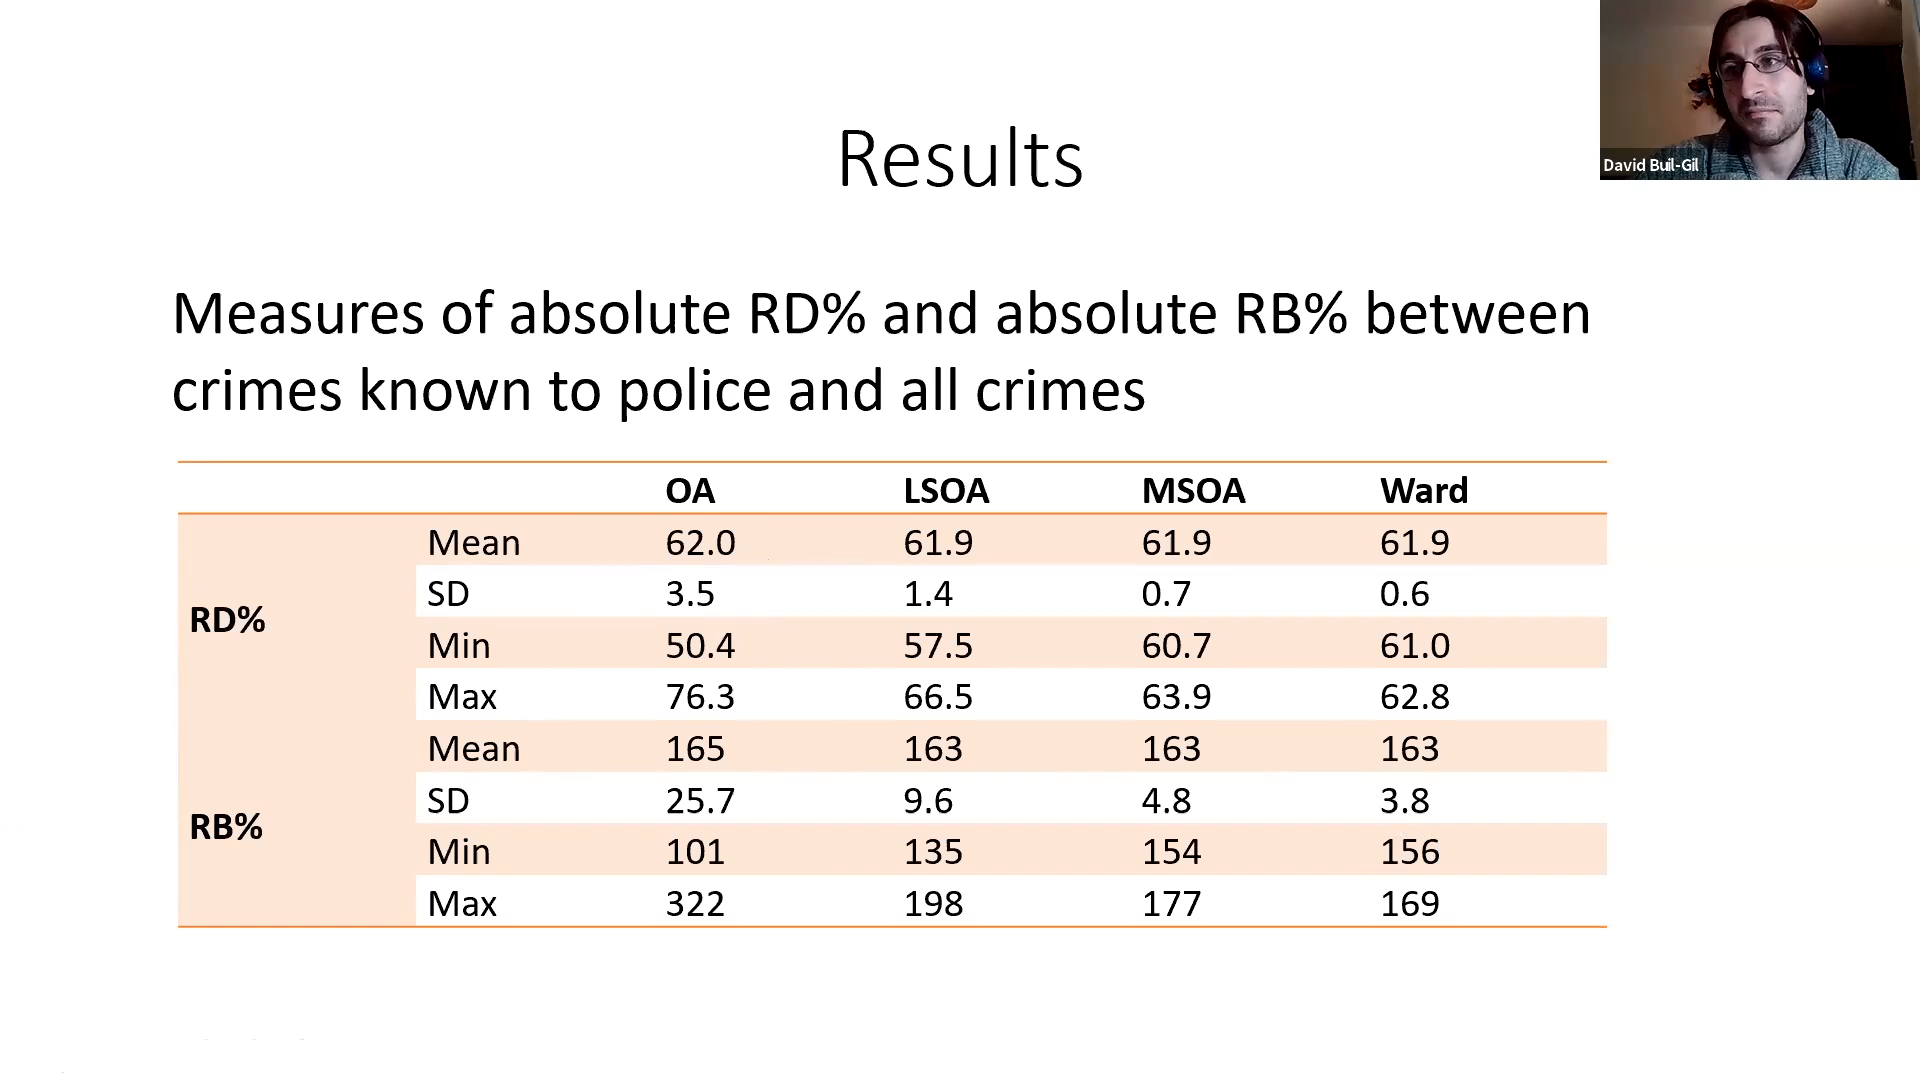 David Buil-Gil
Results
Measures of absolute RD% and absolute RB% between
crimes known to police and all crimes
OA LSOA MSOA Ward
RD%
Mean 62.0 61.9 61.9 61.9
SD 3.5 1.4 0.7 0.6
Min 50.4 57.5 60.7 61.0
Max 76.3 66.5 63.9 62.8
RB%
Mean 165 163 163 163
SD 25.7 9.6 4.8 3.8
Min 101 135 154 156
Max 322 198 177 169